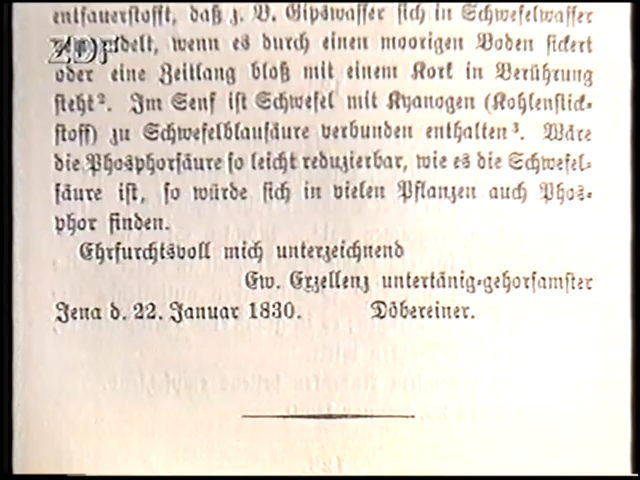 entsauerstofft, daß z. B. Gipswasser sich in Schwefelwasser
ZDF delt, wenn es durch einen moorigen Boden sickert
oder eine Zeitlang bloß mit einem Kork in Berührung
steht². Im Senf ist Schwefel mit Kyanogen (Kohlenstick-
stoff) zu Schwefelblausäure verbunden enthalten³. Wäre
die Phosphorsäure so leicht reduzierbar, wie es die Schwefel-
säure ist, so würde sich in vielen Pflanzen auch Phos-
phor finden.
Ehrfurchtsvoll mich unterzeichnend
Ew. Exzellenz untertänig-gehorsamster
Jena d. 22. Januar 1830. Döbereiner.